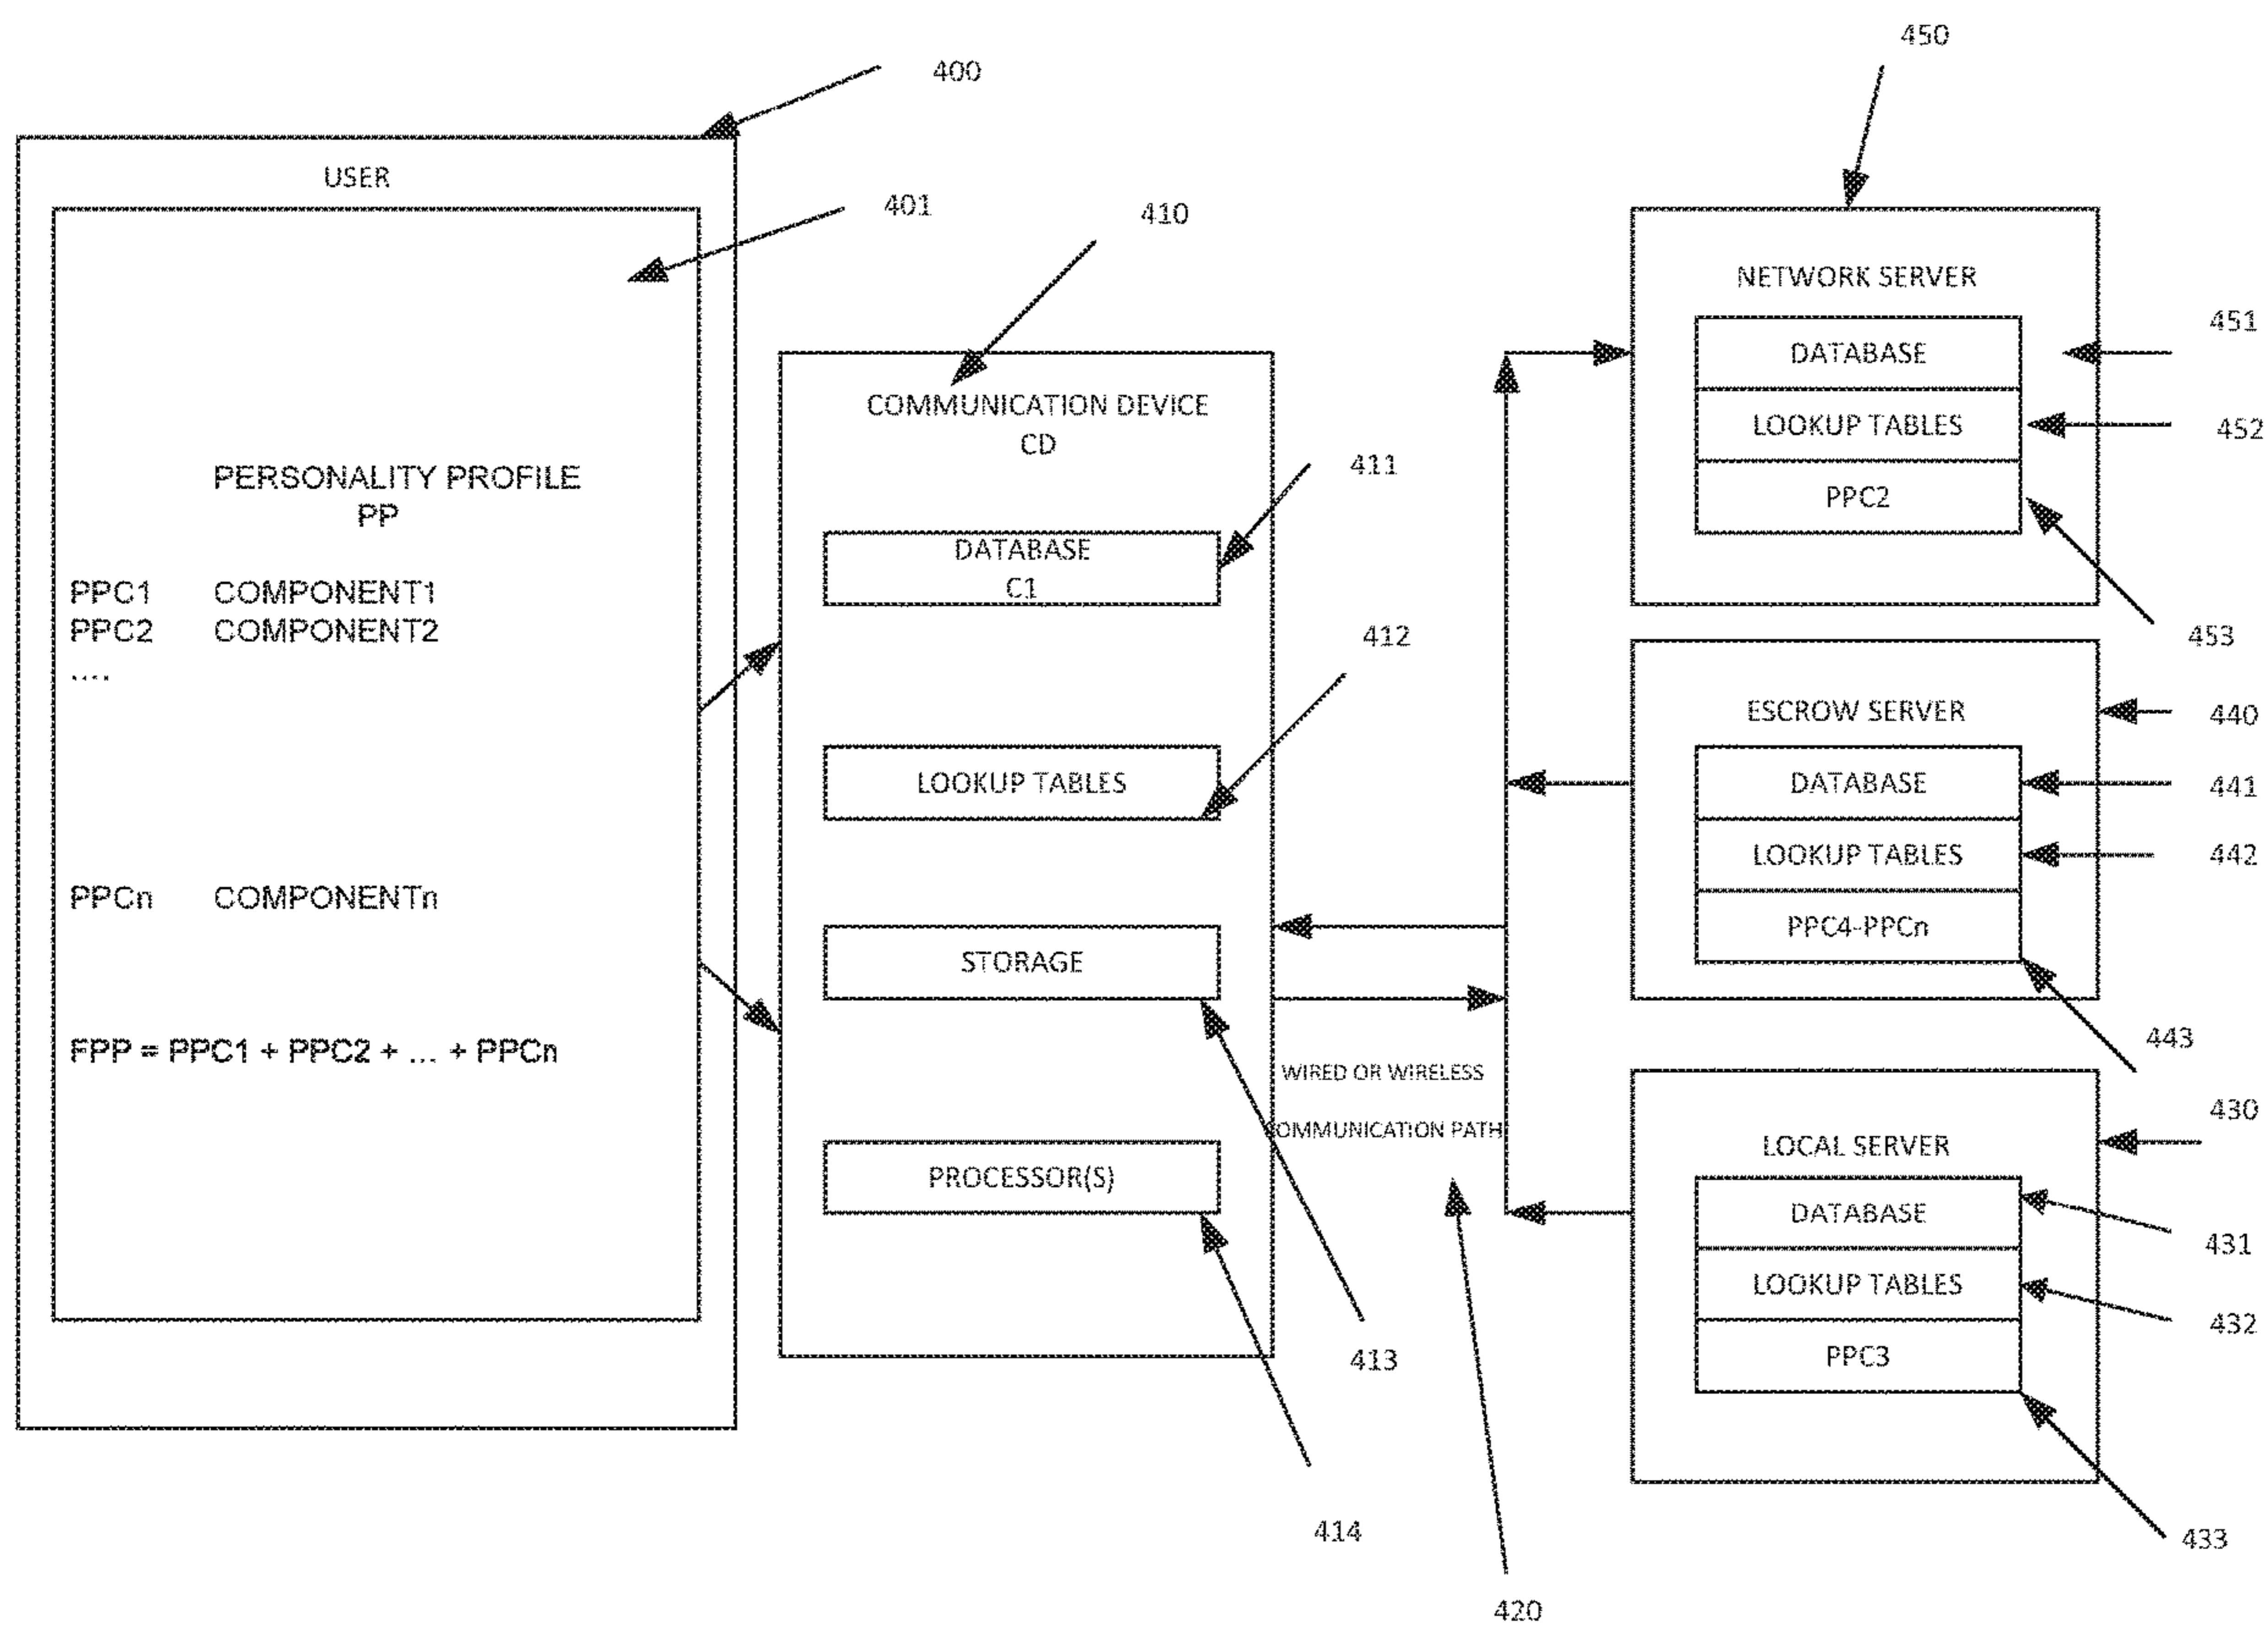 400
USER
401
PERSONALITY PROFILE
PP
PPC1 COMPONENT1
PPC2 COMPONENT2
....
PPCn COMPONENTn
FPP = PPC1 + PPC2 + ... + PPCn
410
COMMUNICATION DEVICE
CD
411
DATABASE
C1
412
LOOKUP TABLES
STORAGE
413
PROCESSOR(S)
414
WIRED OR WIRELESS
COMMUNICATION PATH
420
450
NETWORK SERVER
DATABASE
451
LOOKUP TABLES
452
PPC2
453
ESCROW SERVER
440
DATABASE
441
LOOKUP TABLES
442
PPC4-PPCn
443
430
LOCAL SERVER
DATABASE
431
LOOKUP TABLES
432
PPC3
433